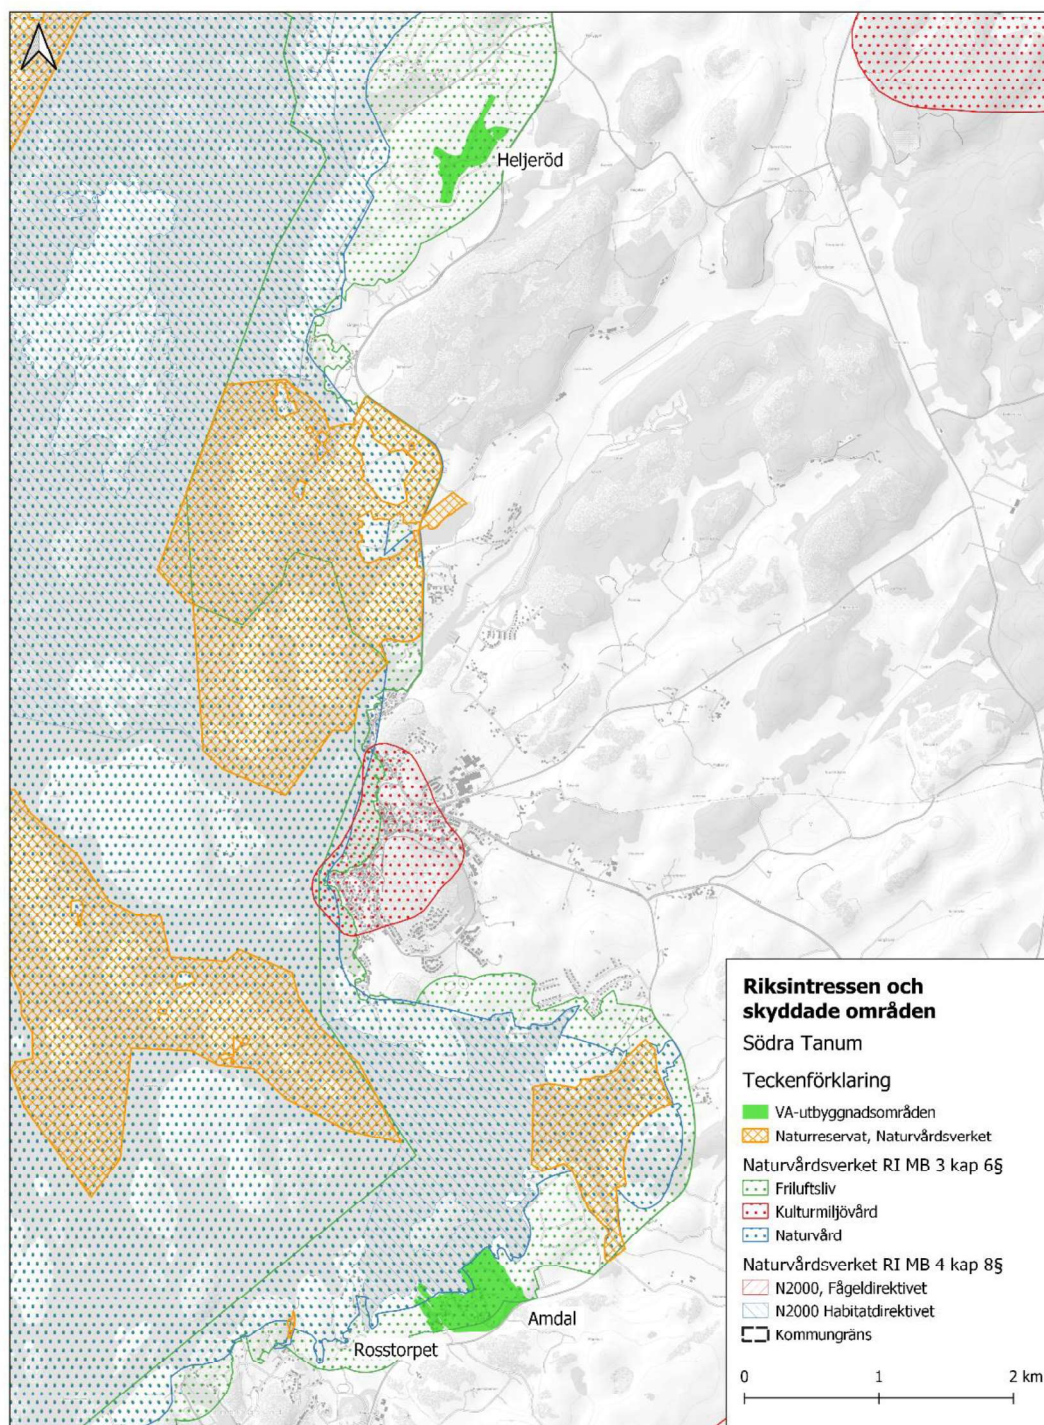 Heljeröd
Amdal
Rosstorpet
Riksintressen och
skyddade områden
Södra Tanum
Teckenförklaring
VA-utbyggnadsområden
Naturreservat, Naturvårdsverket
Naturvårdsverket RI MB 3 kap 6§
Friluftsliv
Kulturmiljövård
Naturvård
Naturvårdsverket RI MB 4 kap 8§
N2000, Fågeldirektivet
N2000 Habitatdirektivet
Kommungräns
0 1 2 km